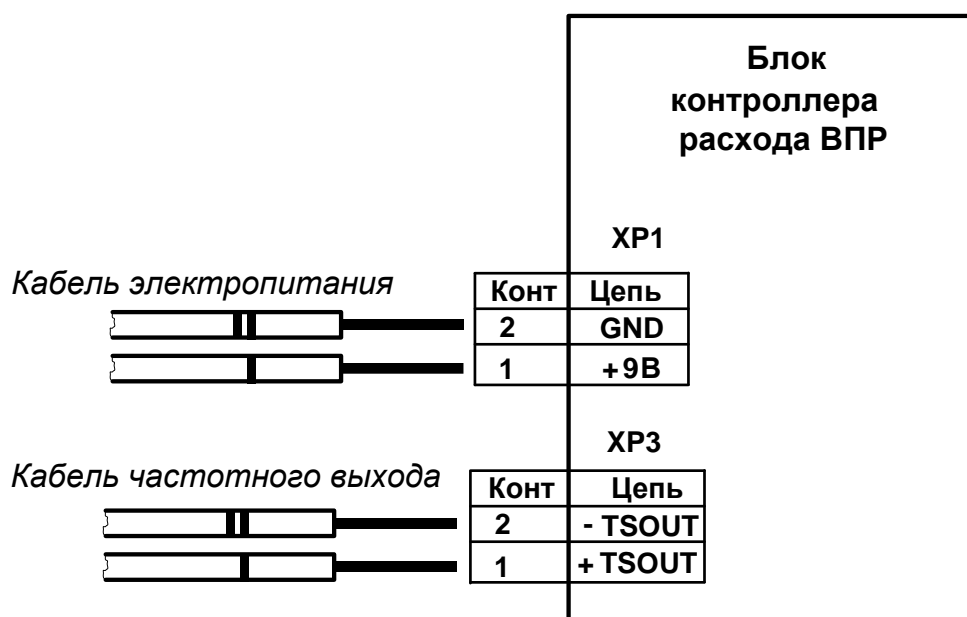 Блок
контроллера
расхода ВПР
XP1
Кабель электропитания
Конт Цепь
2 GND
1 +9В
XP3
Кабель частотного выхода
Конт Цепь
2 - TSOUT
1 + TSOUT